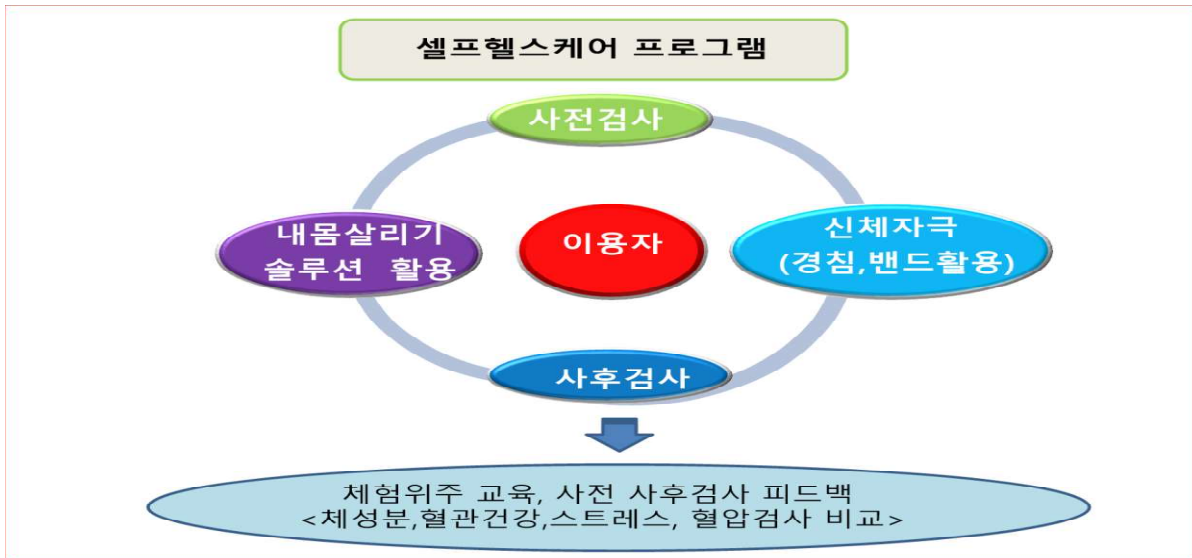 셀프헬스케어 프로그램
사전검사
내몸살리기
솔루션 활용
이용자
신체자극
(경침,밴드활용)
사후검사
체험위주 교육, 사전 사후검사 피드백
<체성분,혈관건강,스트레스, 혈압검사 비교>